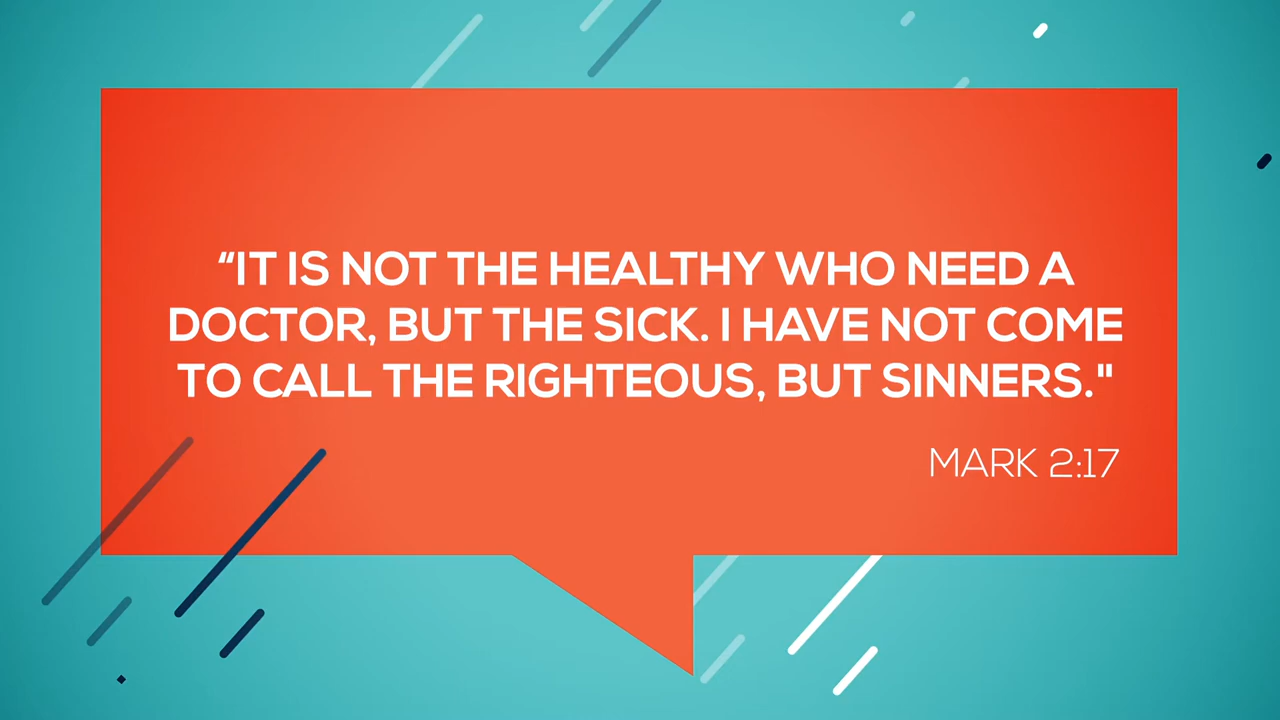 “IT IS NOT THE HEALTHY WHO NEED A
DOCTOR, BUT THE SICK. I HAVE NOT COME
TO CALL THE RIGHTEOUS, BUT SINNERS."
MARK 2:17